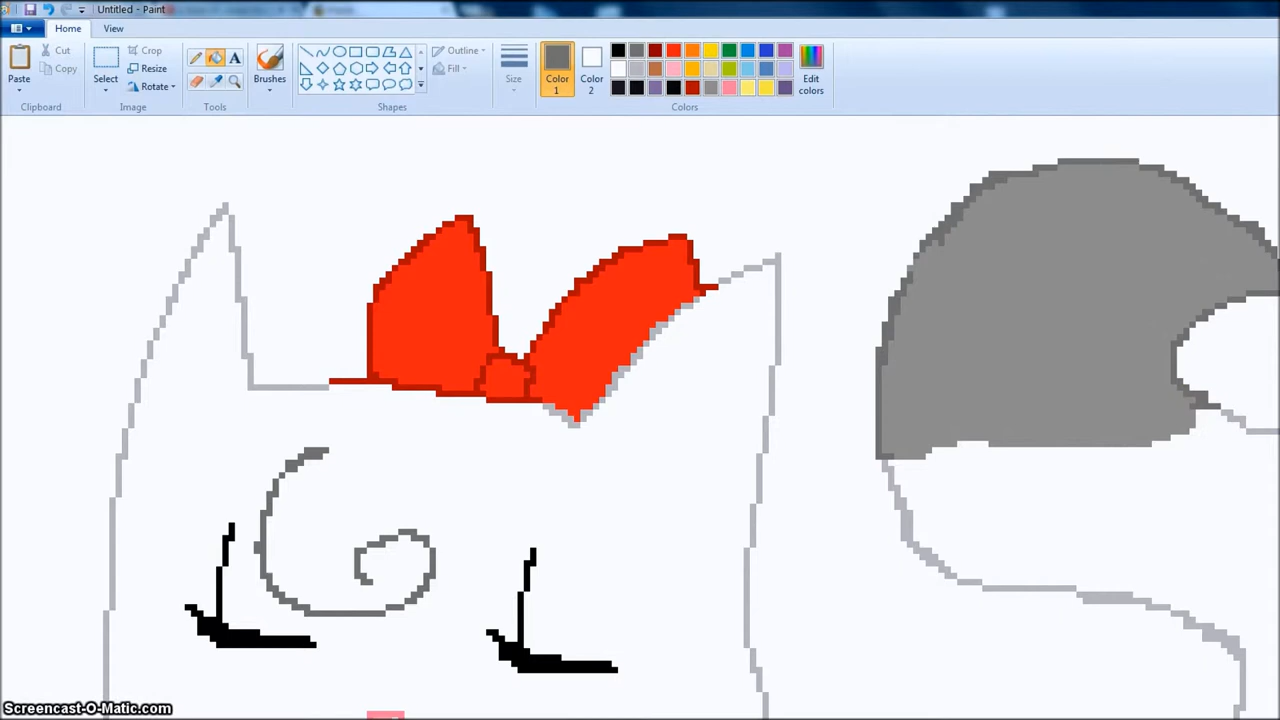 Untitled - Paint
Home View
Cut
Copy
Paste
Clipboard
Crop
Resize
Rotate
Select
Image
A
Tools
Brushes
Outline
Fill
Shapes
Size
Color 1
Color 2
Edit colors
Colors
Screencast-O-Matic.com